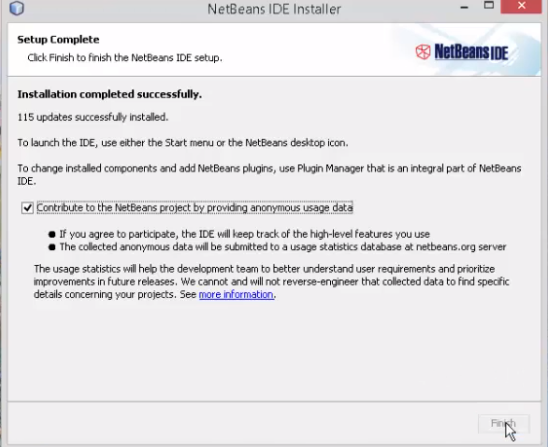 NetBeans IDE Installer
Setup Complete
Click Finish to finish the NetBeans IDE setup.
NetBeans IDE
Installation completed successfully.
115 updates successfully installed.
To launch the IDE, use either the Start menu or the NetBeans desktop icon.
To change installed components and add NetBeans plugins, use Plugin Manager that is an integral part of NetBeans
IDE.
Contribute to the NetBeans project by providing anonymous usage data
If you agree to participate, the IDE will keep track of the high-level features you use
The collected anonymous data will be submitted to a usage statistics database at netbeans.org server
The usage statistics will help the development team to better understand user requirements and prioritize
improvements in future releases. We cannot and will not reverse-engineer that collected data to find specific
details concerning your projects. See more information.
Finish